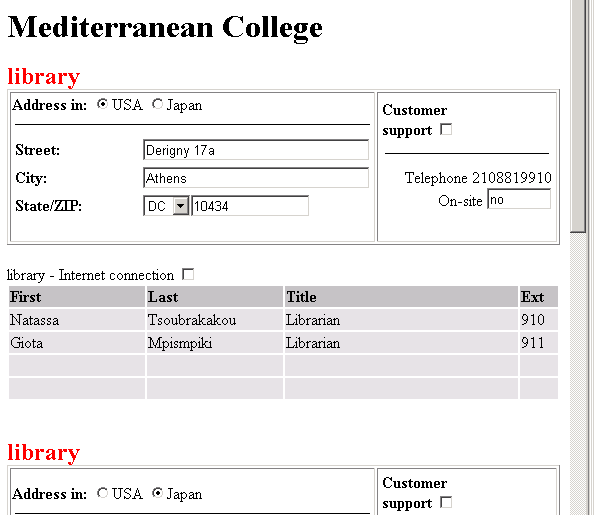 Mediterranean College
library
Address in: USA Japan
Customer support
Street: Derigny 17a
City: Athens
State/ZIP: DC 10434
Telephone 2108819910
On-site no
library - Internet connection
First Last Title Ext
Natassa Tsoubrakakou Librarian 910
Giota Mpismpiki Librarian 911
library
Address in: USA Japan
Customer support